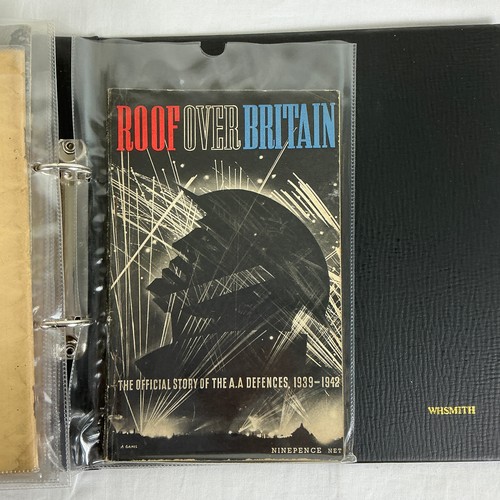 ROOF OVER BRITAIN
THE OFFICIAL STORY OF THE A.A DEFENCES, 1939-1942
NINEPENCE NET
WHSMITH